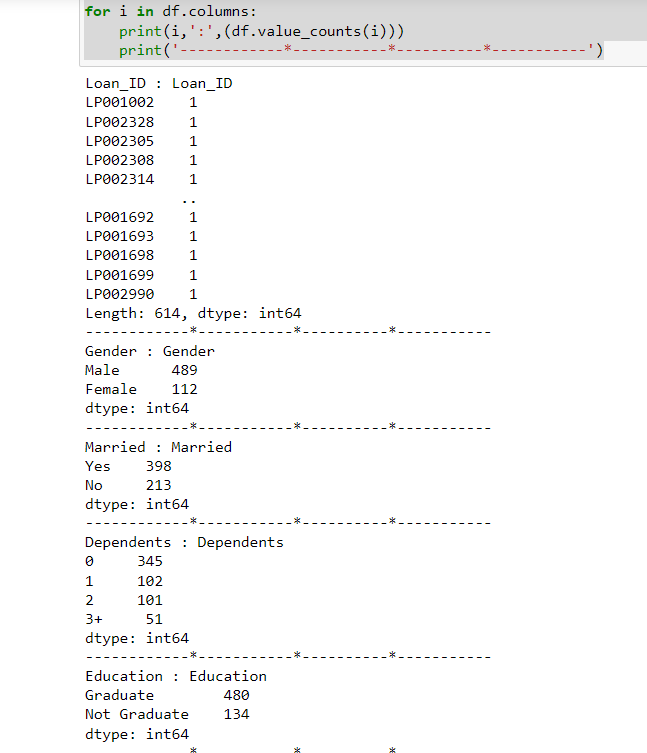 for i in df.columns:
    print(i,':',(df.value_counts(i)))
    print('------------*-----------*----------*-----------')
Loan_ID : Loan_ID
LP001002    1
LP002328    1
LP002305    1
LP002308    1
LP002314    1
           ..
LP001692    1
LP001693    1
LP001698    1
LP001699    1
LP002990    1
Length: 614, dtype: int64
------------*-----------*----------*-----------
Gender : Gender
Male      489
Female    112
dtype: int64
------------*-----------*----------*-----------
Married : Married
Yes    398
No     213
dtype: int64
------------*-----------*----------*-----------
Dependents : Dependents
0     345
1     102
2     101
3+     51
dtype: int64
------------*-----------*----------*-----------
Education : Education
Graduate        480
Not Graduate    134
dtype: int64
------------*-----------*----------*-----------